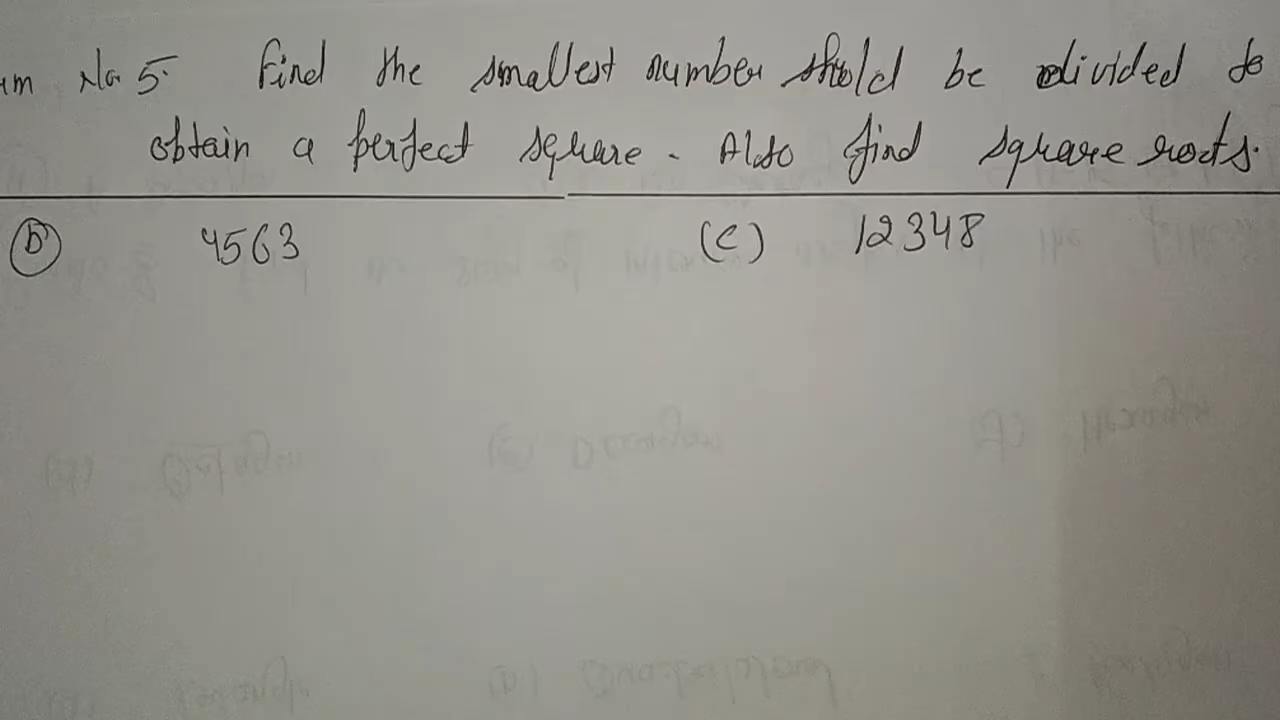 No. 5. Find the smallest number should be divided to
obtain a perfect square. Also find square roots.
(b) 4563 (c) 12348